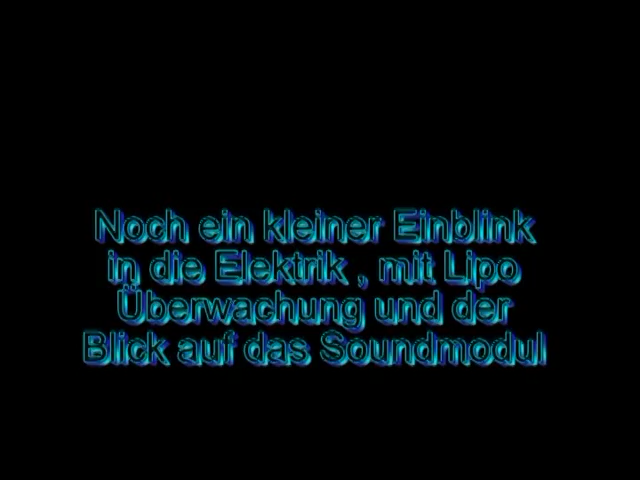 Noch ein kleiner Einblink
in die Elektrik , mit Lipo
Überwachung und der
Blick auf das Soundmodul